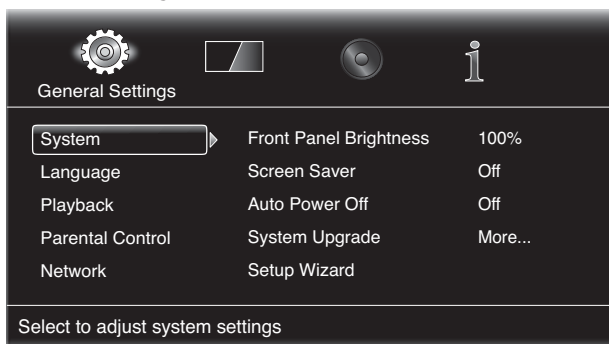 General Settings
System Front Panel Brightness 100%
Language Screen Saver Off
Playback Auto Power Off Off
Parental Control System Upgrade More...
Network Setup Wizard
Select to adjust system settings